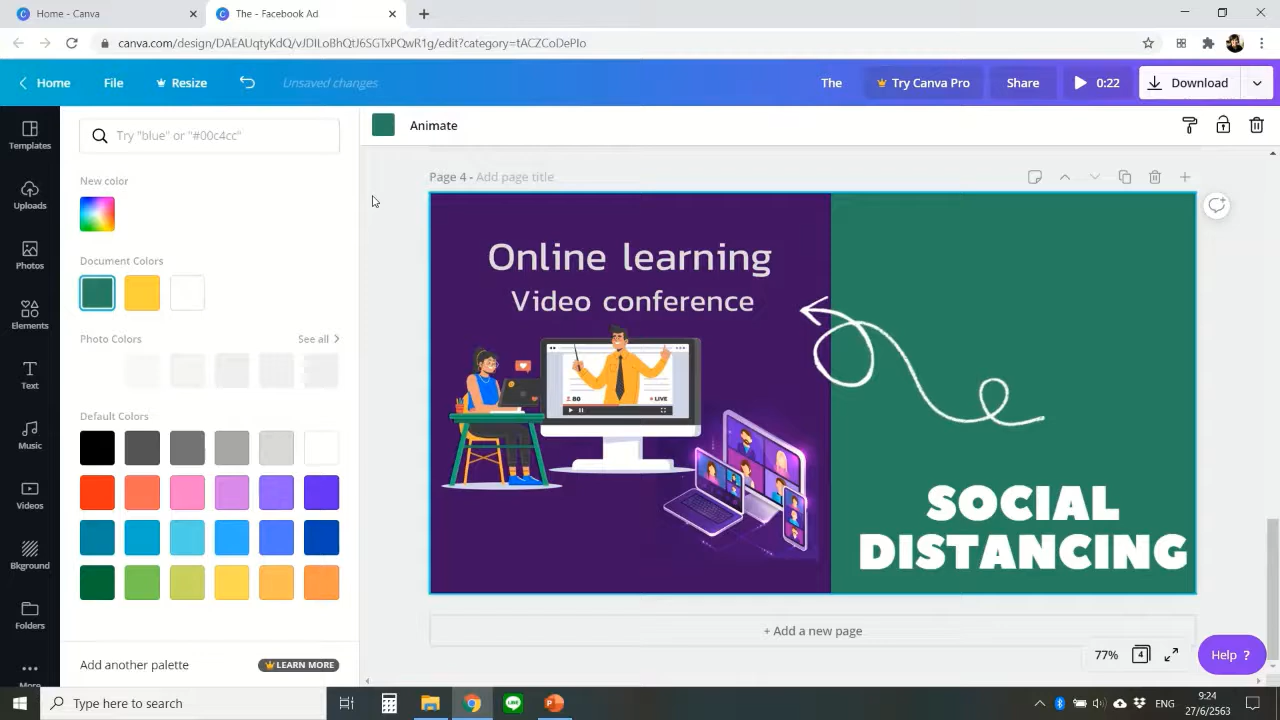 Home - Canva
The - Facebook Ad
canva.com/design/DAEAUqtyKdQ/vJDILoBhQtJ6SGTxPQwR1g/edit?category=tACZCoDePIo
Home
File
Resize
Unsaved changes
The
Try Canva Pro
Share
0:22
Download
Templates
Uploads
Photos
Elements
Text
Music
Videos
Bkground
Folders
More
Try "blue" or "#00c4cc"
New color
Document Colors
Photo Colors
See all
Default Colors
Add another palette
LEARN MORE
Animate
Page 4 - Add page title
Online learning
Video conference
LIVE
SOCIAL
DISTANCING
+ Add a new page
77%
4
Help ?
Type here to search
ENG
9:24
27/6/2563